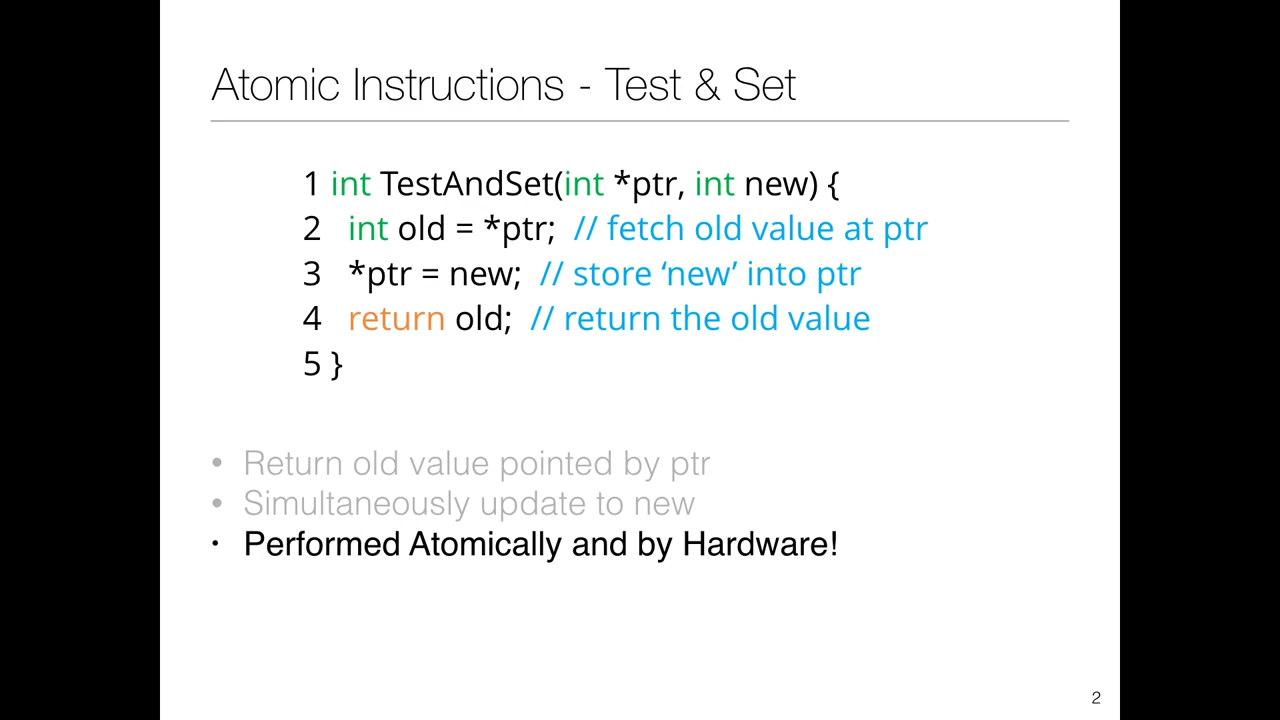 Atomic Instructions - Test & Set
1 int TestAndSet(int *ptr, int new) {
2 int old = *ptr; // fetch old value at ptr
3 *ptr = new; // store ‘new’ into ptr
4 return old; // return the old value
5 }
• Return old value pointed by ptr
• Simultaneously update to new
• Performed Atomically and by Hardware!
2